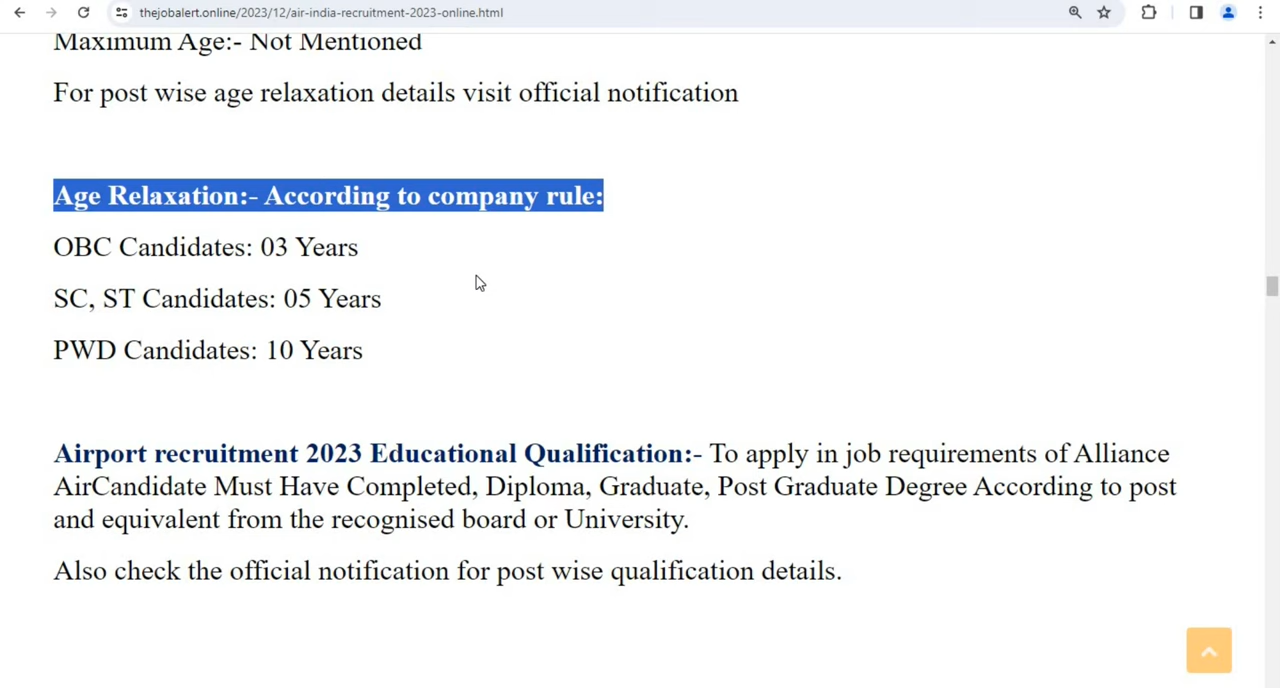 thejobalert.online/2023/12/air-india-recruitment-2023-online.html
Maximum Age:- Not Mentioned
For post wise age relaxation details visit official notification
Age Relaxation:- According to company rule:
OBC Candidates: 03 Years
SC, ST Candidates: 05 Years
PWD Candidates: 10 Years
Airport recruitment 2023 Educational Qualification:- To apply in job requirements of Alliance
AirCandidate Must Have Completed, Diploma, Graduate, Post Graduate Degree According to post
and equivalent from the recognised board or University.
Also check the official notification for post wise qualification details.